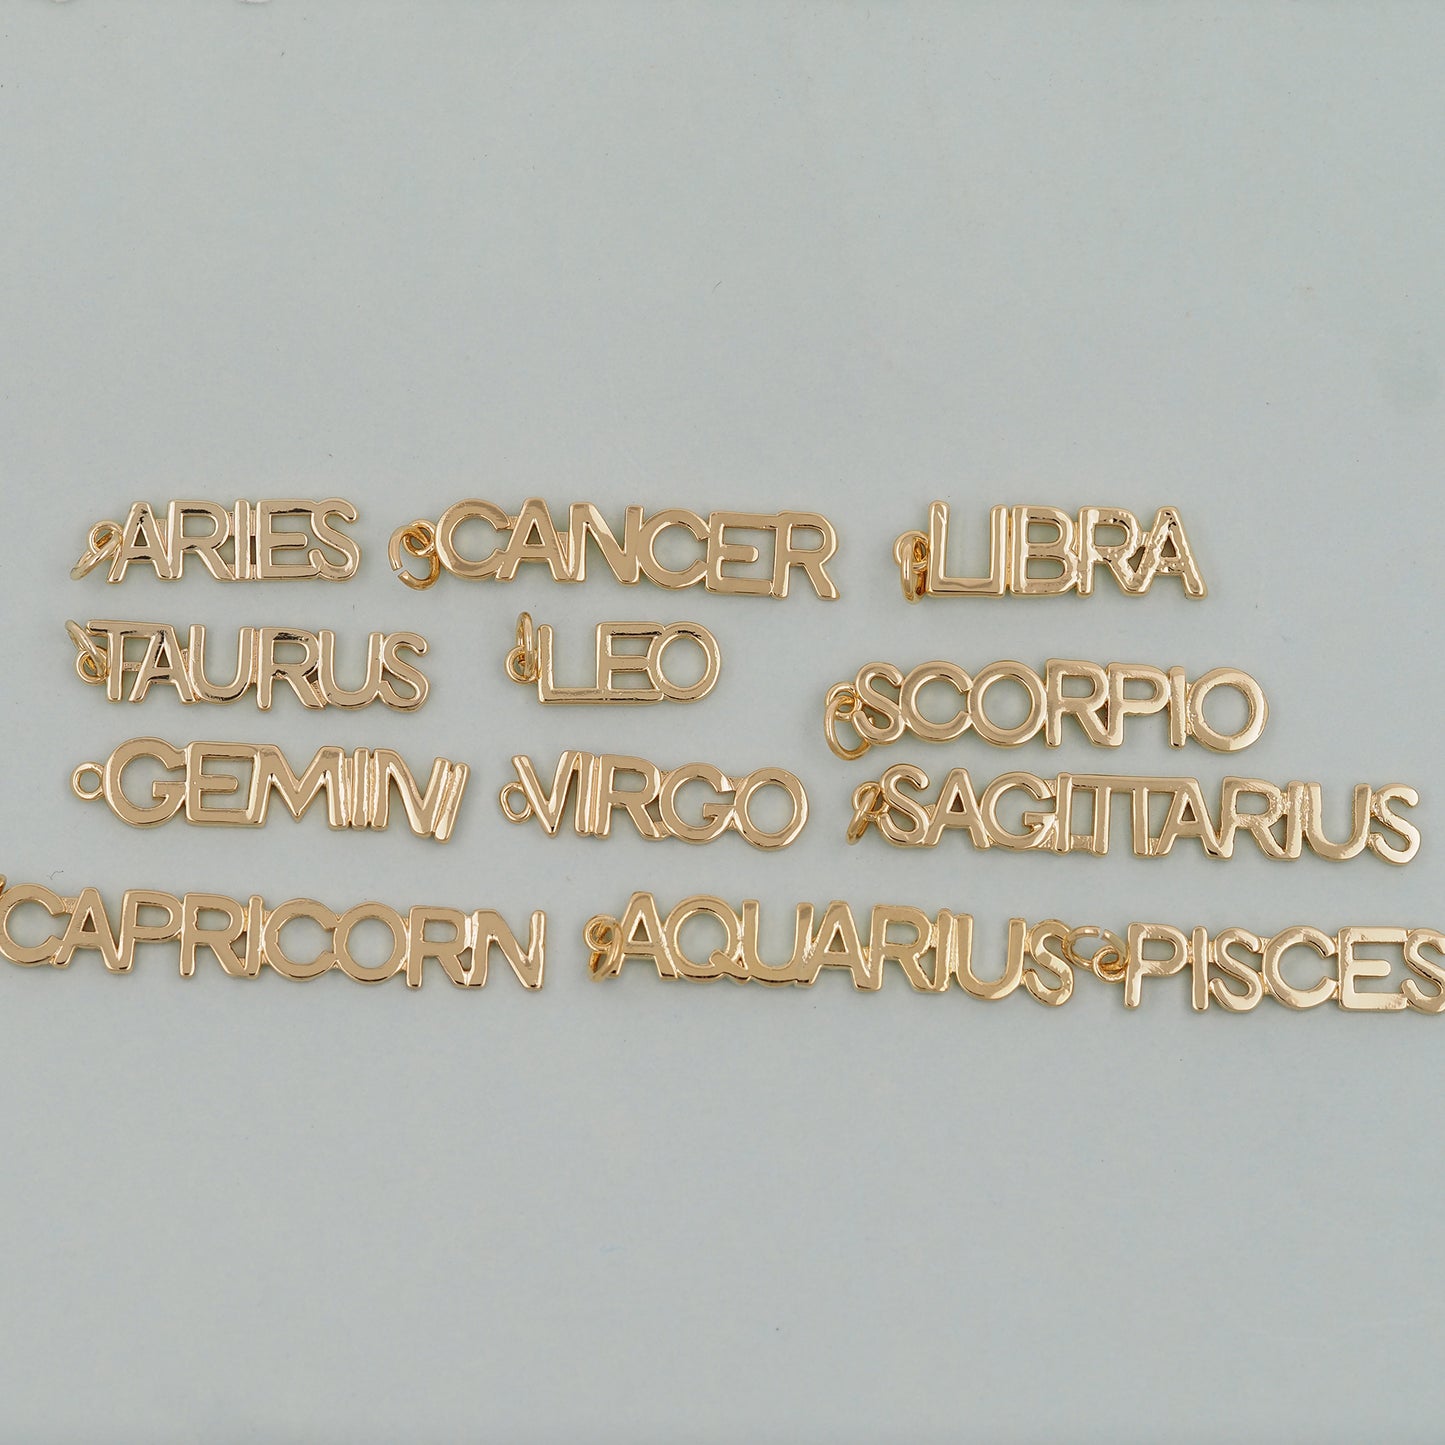 ARIES
CANCER
LIBRA
TAURUS
LEO
SCORPIO
GEMINI
VIRGO
SAGITTARIUS
CAPRICORN
AQUARIUS
PISCES